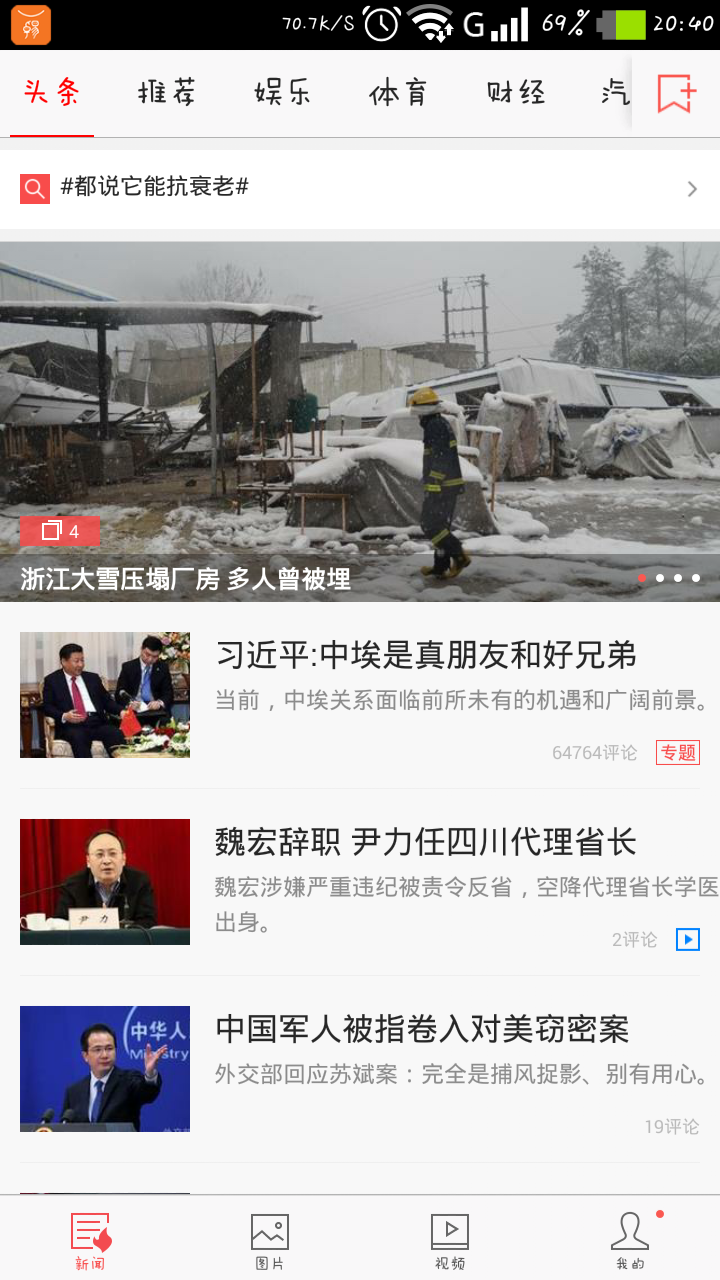 70.7k/s G 69% 20:40
头条 推荐 娱乐 体育 财经 汽
#都说它能抗衰老#
4
浙江大雪压塌厂房 多人曾被埋
习近平:中埃是真朋友和好兄弟
当前，中埃关系面临前所未有的机遇和广阔前景。
64764评论 专题
魏宏辞职 尹力任四川代理省长
魏宏涉嫌严重违纪被责令反省，空降代理省长学医
出身。
尹力
2评论
中国军人被指卷入对美窃密案
中华人
Ministry
外交部回应苏斌案：完全是捕风捉影、别有用心。
19评论
新闻 图片 视频 我的